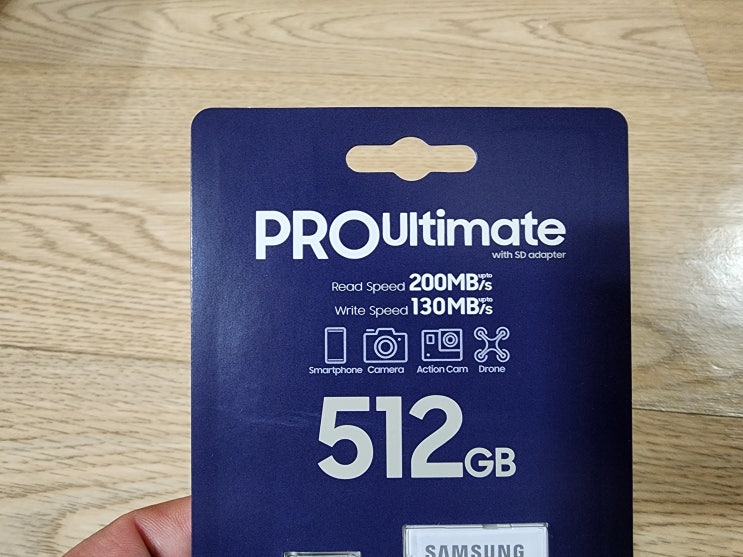 PROUltimate
with SD adapter
Read Speed upto 200MB/s
Write Speed upto 130MB/s
Smartphone Camera Action Cam Drone
512GB
SAMSUNG